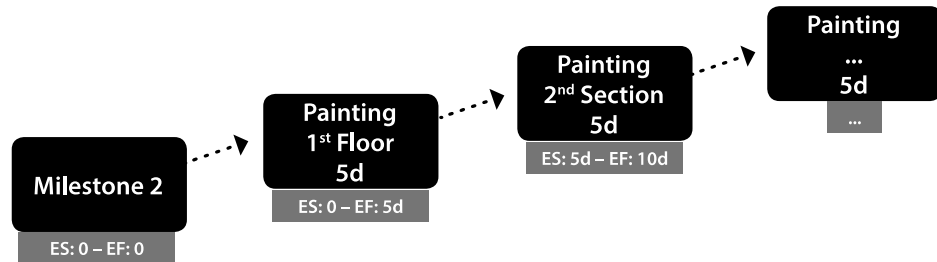 Milestone 2
ES: 0 – EF: 0
Painting
1st Floor
5d
ES: 0 – EF: 5d
Painting
2nd Section
5d
ES: 5d – EF: 10d
Painting
...
5d
...